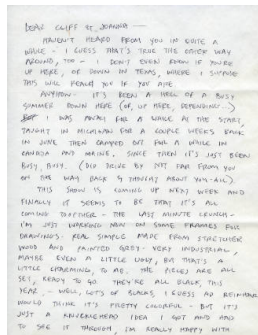 DEAR CLIFF & JOANNA —
HAVEN'T HEARD FROM YOU IN QUITE A
WHILE - I GUESS THAT'S TRUE THE OTHER WAY
AROUND, TOO - I DON'T EVEN KNOW IF YOU'RE
UP HERE, OR DOWN IN TEXAS, WHERE I SUPPOSE
THIS WILL REACH YOU IF YOU ARE.
ANYHOW - IT'S BEEN A HELL OF A BUSY
SUMMER DOWN HERE (OR, UP HERE, DEPENDING..)
I WAS AWAY FOR A WHILE AT THE START,
TAUGHT IN MICHIGAN FOR A COUPLE WEEKS BACK
IN JUNE THEN CAMPED OUT FOR A WHILE IN
CANADA AND MAINE. SINCE THEN IT'S JUST BEEN
BUSY, BUSY. (DID DRIVE BY NOT FAR FROM YOU
ON THE WAY BACK & THOUGHT ABOUT YOU-ALL)
THIS SHOW IS COMING UP NEXT WEEK AND
FINALLY IT SEEMS TO BE THAT IT'S ALL
COMING TOGETHER - THE LAST MINUTE CRUNCH -
I'M JUST WORKING NOW ON SOME FRAMES FOR
DRAWINGS. REAL SIMPLE MADE FROM STRETCHER
WOOD AND PAINTED GREY - VERY INDUSTRIAL,
MAYBE EVEN A LITTLE UGLY, BUT THAT'S A
LITTLE CHARMING, TO ME. THE PIECES ARE ALL
SET, READY TO GO. THEY'RE ALL BLACK, THIS
YEAR - WELL, LOTS OF BLACKS, I GUESS AD REINHARDT
WOULD THINK IT'S PRETTY COLORFUL - BUT IT'S
JUST A KNUCKLEHEAD IDEA I GOT AND HAD
TO SEE IT THROUGH, I'M REALLY HAPPY WITH